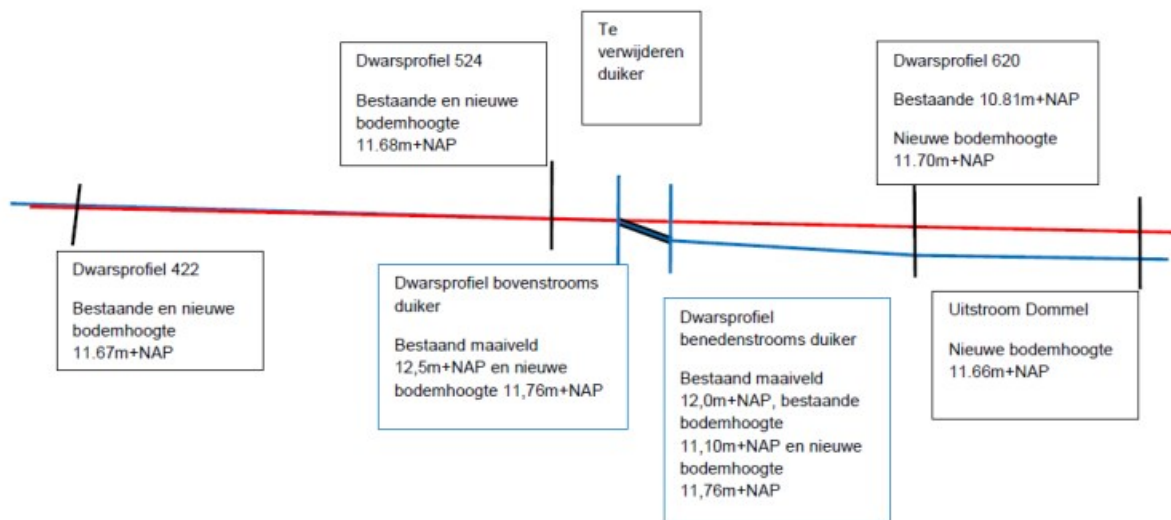 Te
verwijderen
duiker
Dwarsprofiel 524
Bestaande en nieuwe
bodemhoogte
11.68m+NAP
Dwarsprofiel 620
Bestaande 10.81m+NAP
Nieuwe bodemhoogte
11.70m+NAP
Dwarsprofiel 422
Bestaande en nieuwe
bodemhoogte
11.67m+NAP
Dwarsprofiel bovenstrooms
duiker
Bestaand maaiveld
12,5m+NAP en nieuwe
bodemhoogte 11,76m+NAP
Dwarsprofiel
benedenstrooms duiker
Bestaand maaiveld
12,0m+NAP, bestaande
bodemhoogte
11,10m+NAP en nieuwe
bodemhoogte
11,76m+NAP
Uitstroom Dommel
Nieuwe bodemhoogte
11.66m+NAP